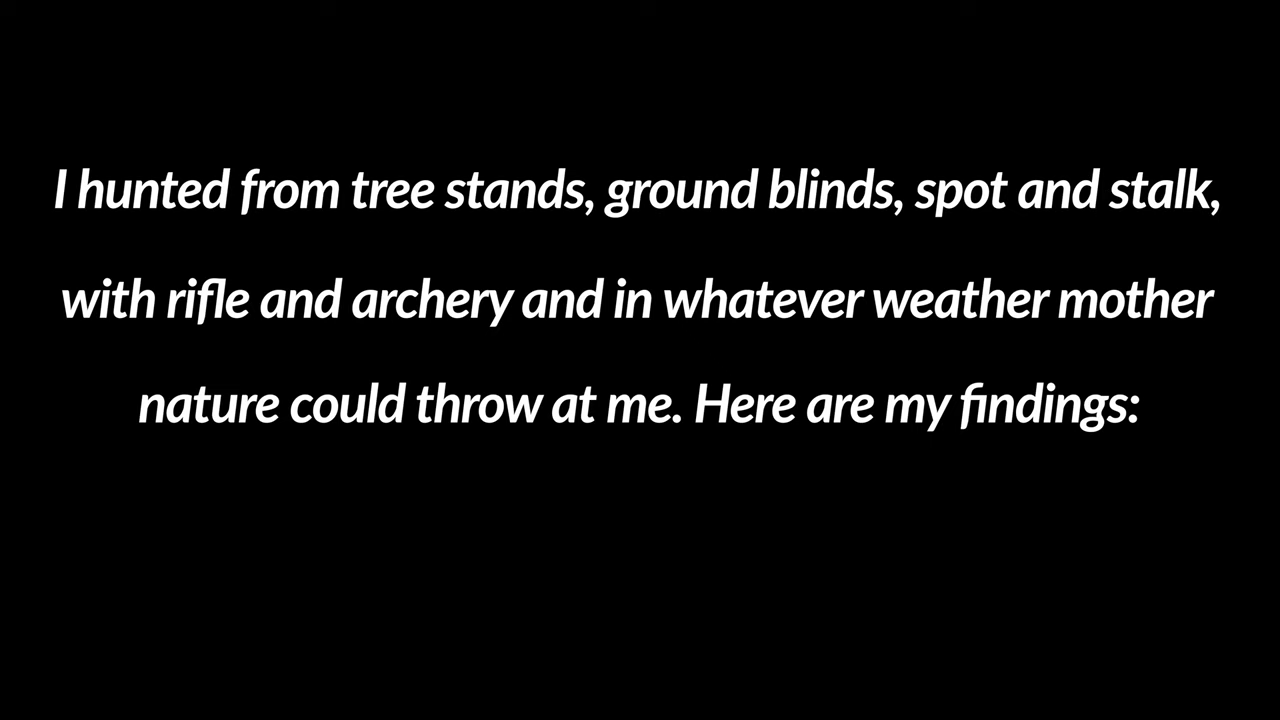 I hunted from tree stands, ground blinds, spot and stalk,
with rifle and archery and in whatever weather mother
nature could throw at me. Here are my findings: